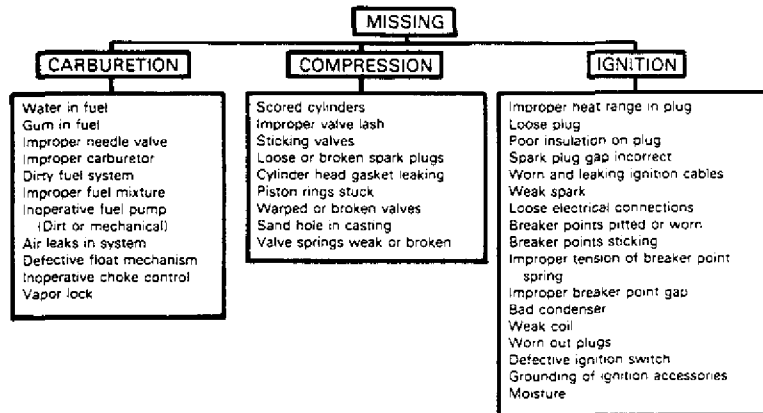 MISSING
CARBURETION
Water in fuel
Gum in fuel
Improper needle valve
Improper carburetor
Dirty fuel system
Improper fuel mixture
Inoperative fuel pump
(Dirt or mechanical)
Air leaks in system
Defective float mechanism
Inoperative choke control
Vapor lock
COMPRESSION
Scored cylinders
Improper valve lash
Sticking valves
Loose or broken spark plugs
Cylinder head gasket leaking
Piston rings stuck
Warped or broken valves
Sand hole in casting
Valve springs weak or broken
IGNITION
Improper heat range in plug
Loose plug
Poor insulation on plug
Spark plug gap incorrect
Worn and leaking ignition cables
Weak spark
Loose electrical connections
Breaker points pitted or worn
Breaker points sticking
Improper tension of breaker point
spring
Improper breaker point gap
Bad condenser
Weak coil
Worn out plugs
Defective ignition switch
Grounding of ignition accessories
Moisture